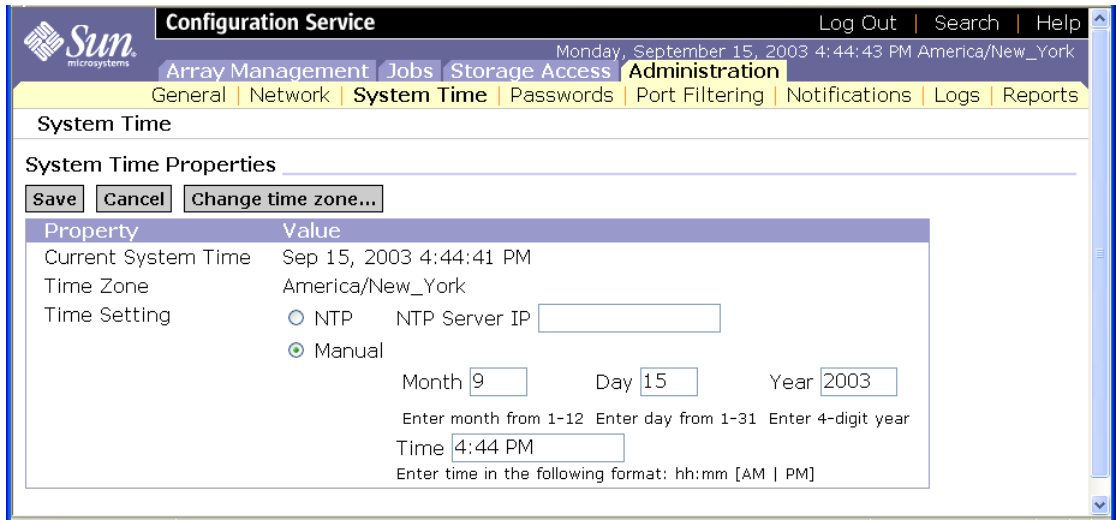 Sun
microsystems
Configuration Service
Log Out | Search | Help
Monday, September 15, 2003 4:44:43 PM America/New_York
Array Management Jobs Storage Access Administration
General | Network | System Time | Passwords | Port Filtering | Notifications | Logs | Reports
System Time
System Time Properties
Save Cancel Change time zone...
Property Value
Current System Time Sep 15, 2003 4:44:41 PM
Time Zone America/New_York
Time Setting NTP NTP Server IP
Manual
Month 9 Day 15 Year 2003
Enter month from 1-12 Enter day from 1-31 Enter 4-digit year
Time 4:44 PM
Enter time in the following format: hh:mm [AM | PM]